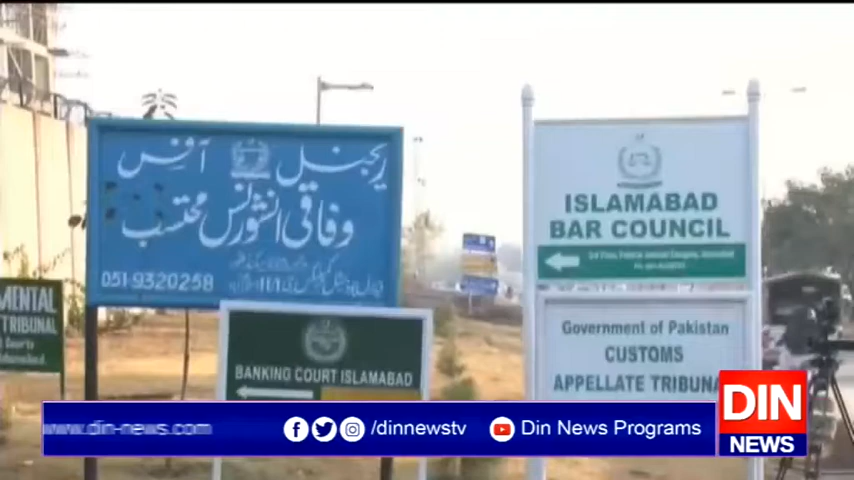 ریجنل آفس
وفاقی انشورنس محتسب
051-9320258
MENTAL
TRIBUNAL
BANKING COURT ISLAMABAD
ISLAMABAD
BAR COUNCIL
Government of Pakistan
CUSTOMS
APPELLATE TRIBUNA
www.din-news.com
/dinnewstv
Din News Programs
DIN
NEWS